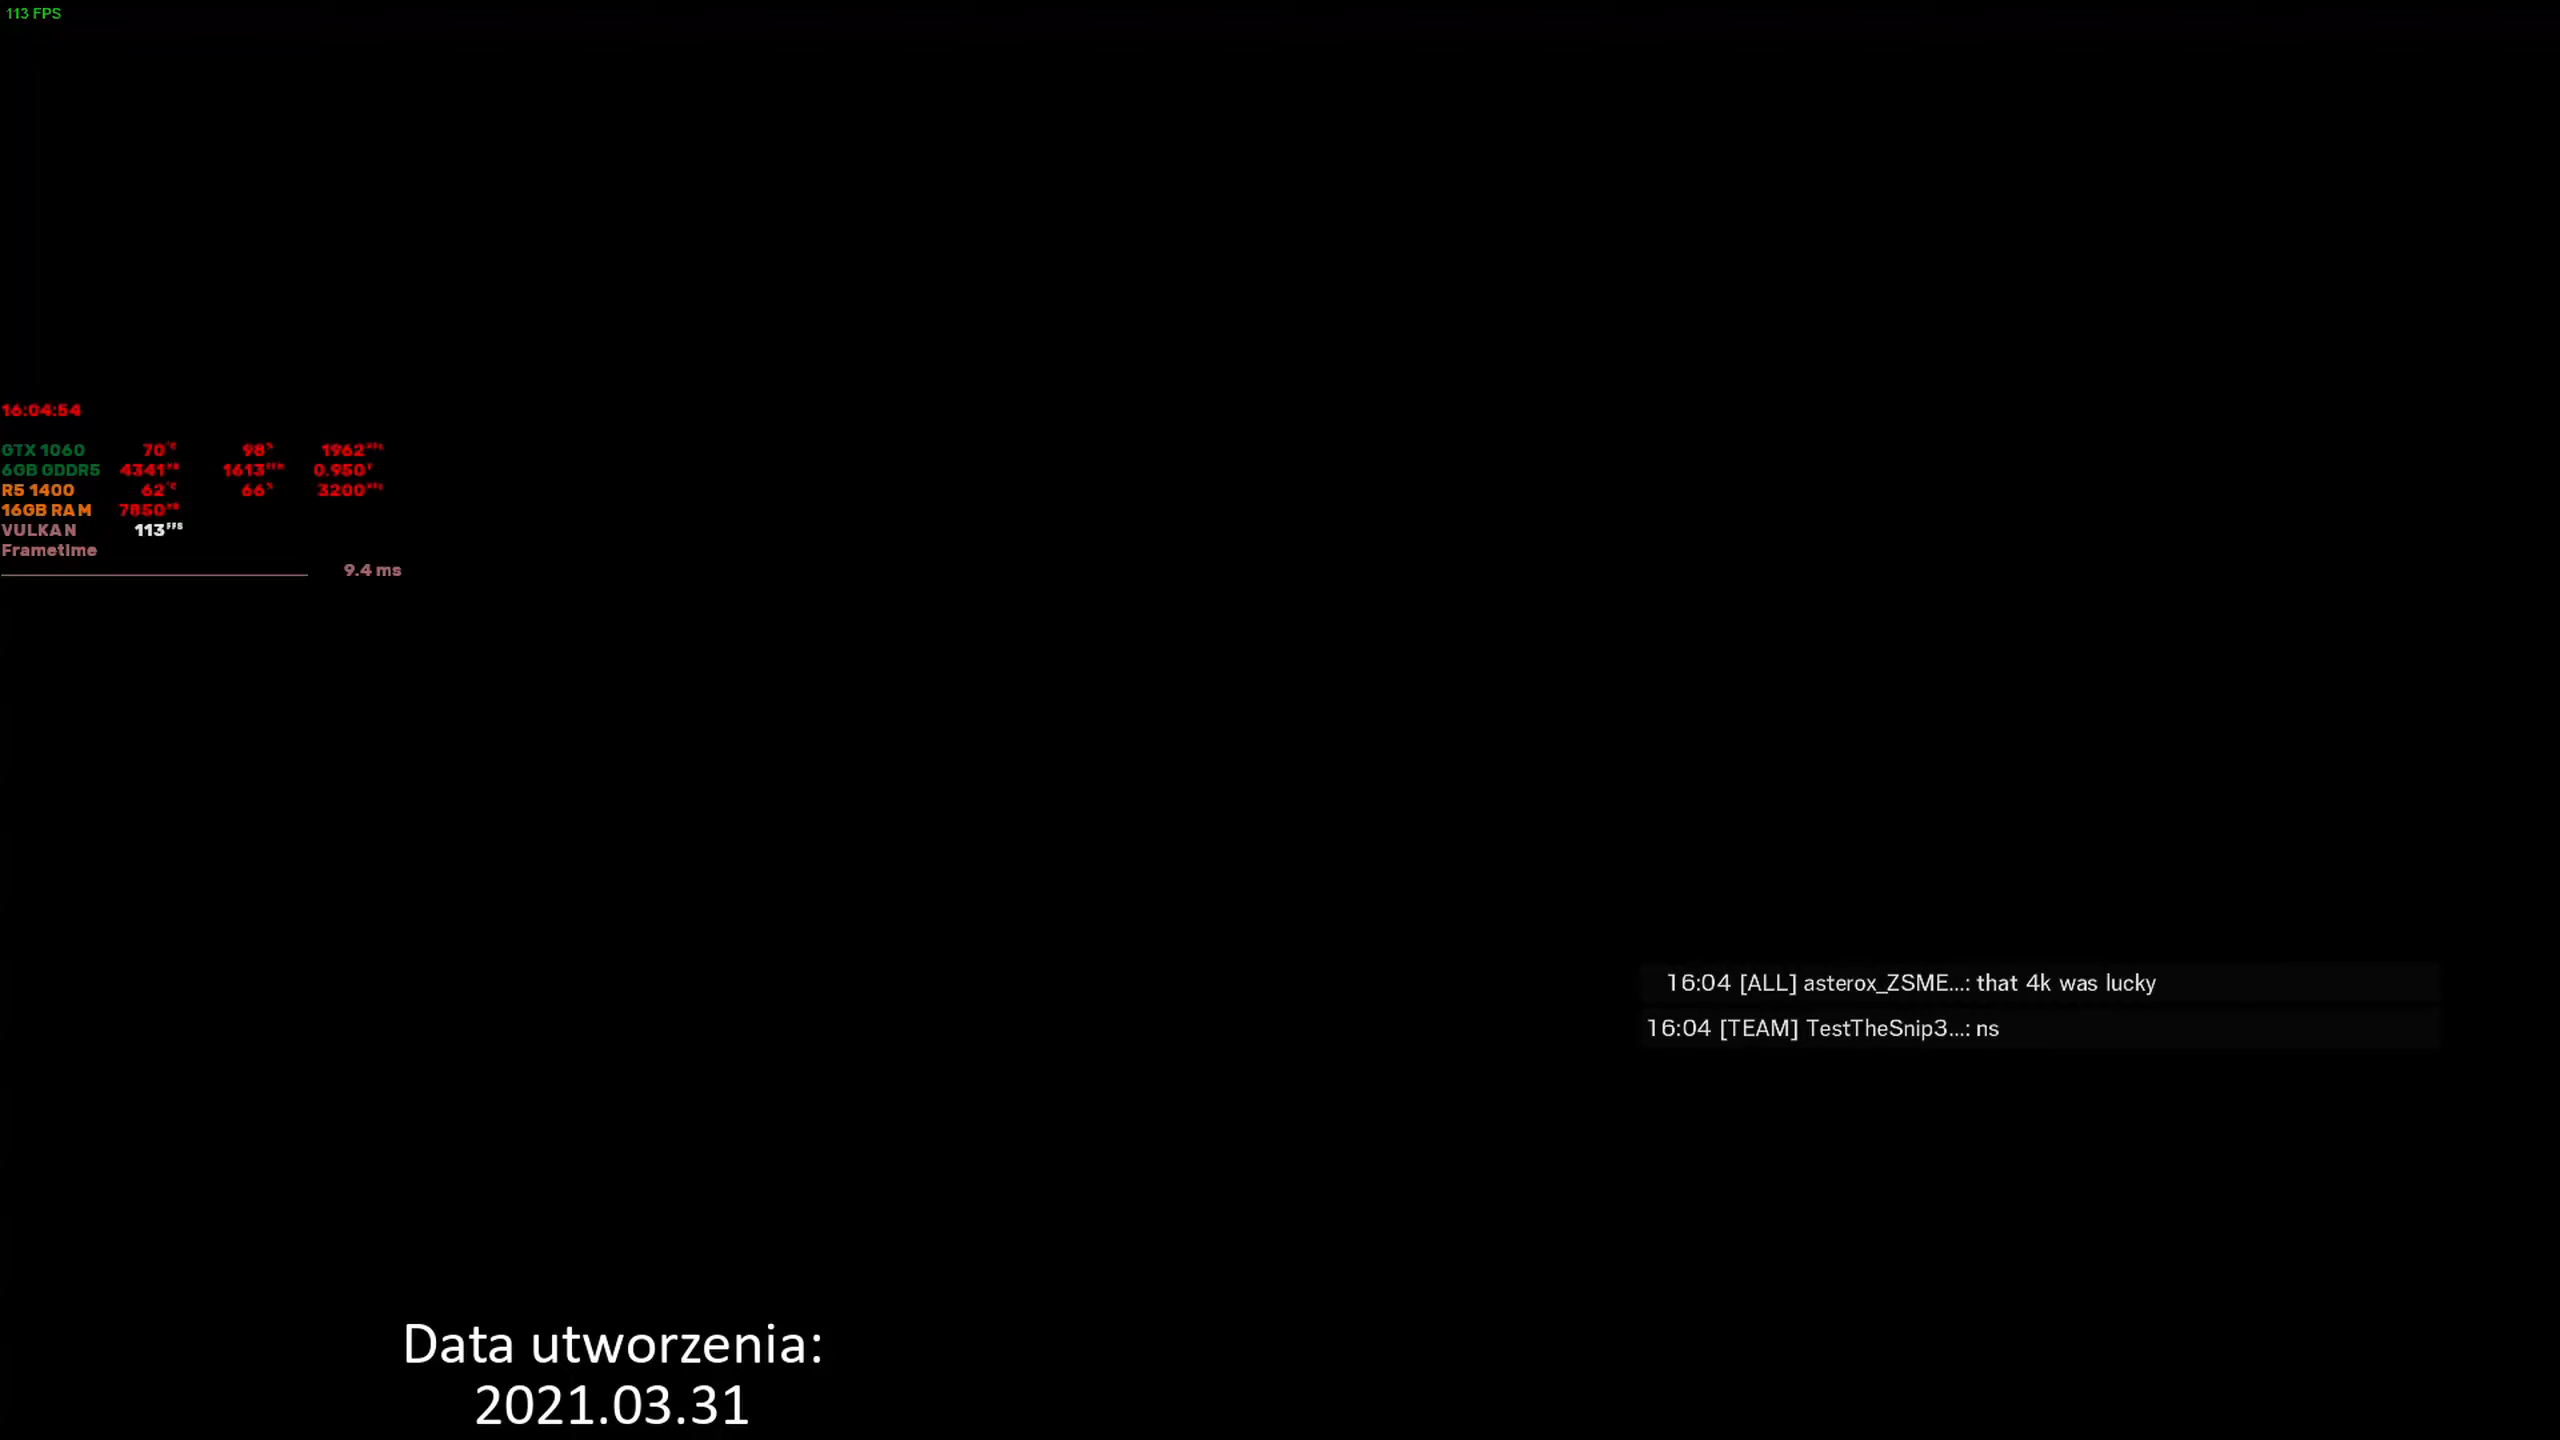 113 FPS
16:04:54
GTX 1060 70°C 98% 1962
6GB GDDR5 4341 1613 0.950
R5 1400 62°C 66% 3200
16GB RAM 7850
VULKAN 113FPS
Frametime
9.4 ms
16:04 [ALL] asterox_ZSME...: that 4k was lucky
16:04 [TEAM] TestTheSnip3...: ns
Data utworzenia:
2021.03.31